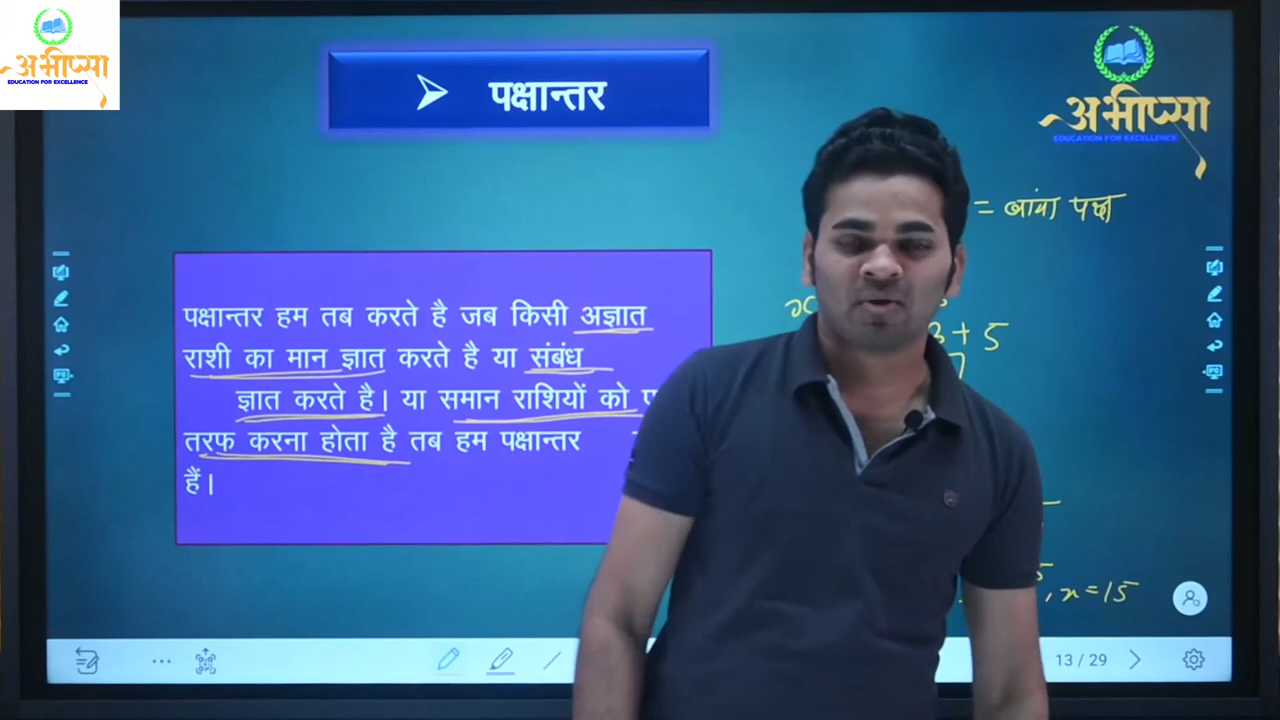 अभीप्सा
EDUCATION FOR EXCELLENCE
➢ पक्षान्तर
अभीप्सा
EDUCATION FOR EXCELLENCE
= बांया पक्ष
पक्षान्तर हम तब करते है जब किसी अज्ञात
राशी का मान ज्ञात करते है या संबंध
ज्ञात करते है। या समान राशियों को
तरफ करना होता है तब हम पक्षान्तर
हैं।
x
3 + 5
, x = 15
13 / 29